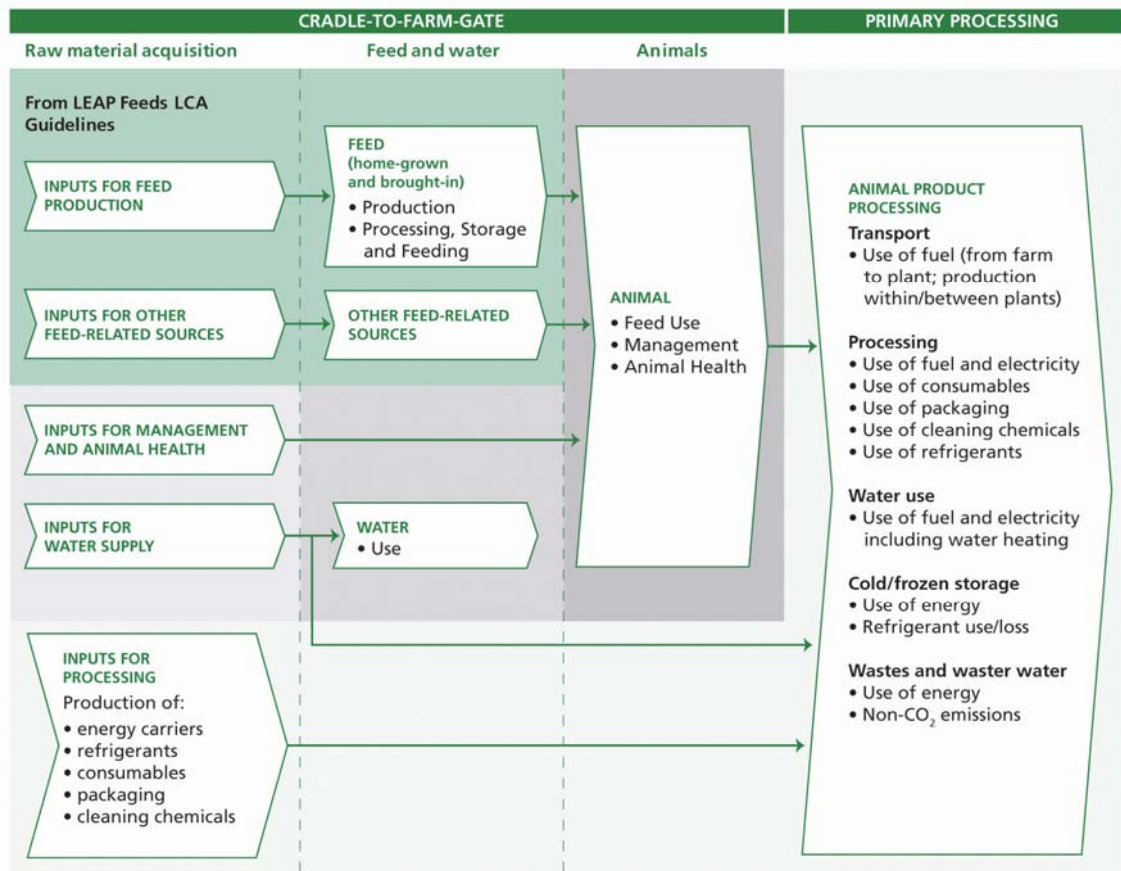 CRADLE-TO-FARM-GATE
PRIMARY PROCESSING
Raw material acquisition
Feed and water
Animals
From LEAP Feeds LCA
Guidelines
INPUTS FOR FEED
PRODUCTION
FEED
(home-grown
and brought-in)
• Production
• Processing, Storage
and Feeding
INPUTS FOR OTHER
FEED-RELATED SOURCES
OTHER FEED-RELATED
SOURCES
INPUTS FOR MANAGEMENT
AND ANIMAL HEALTH
INPUTS FOR
WATER SUPPLY
WATER
• Use
ANIMAL
• Feed Use
• Management
• Animal Health
INPUTS FOR
PROCESSING
Production of:
• energy carriers
• refrigerants
• consumables
• packaging
• cleaning chemicals
ANIMAL PRODUCT
PROCESSING
Transport
• Use of fuel (from farm
to plant; production
within/between plants)
Processing
• Use of fuel and electricity
• Use of consumables
• Use of packaging
• Use of cleaning chemicals
• Use of refrigerants
Water use
• Use of fuel and electricity
including water heating
Cold/frozen storage
• Use of energy
• Refrigerant use/loss
Wastes and waster water
• Use of energy
• Non-CO₂ emissions